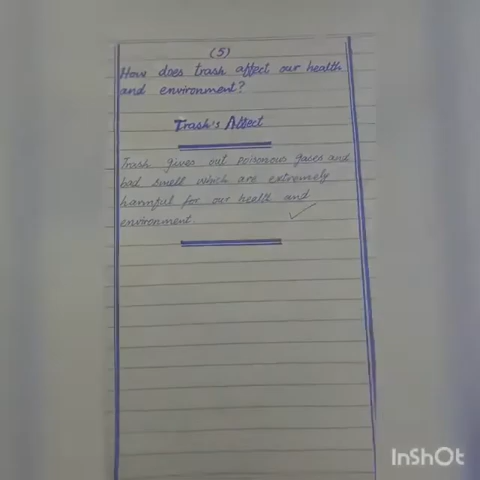 (5)
How does trash affect our health
and environment?
Trash's Affect
Trash gives out poisonous gases and
bad smell which are extremely
harmful for our health and
environment.
InShOt